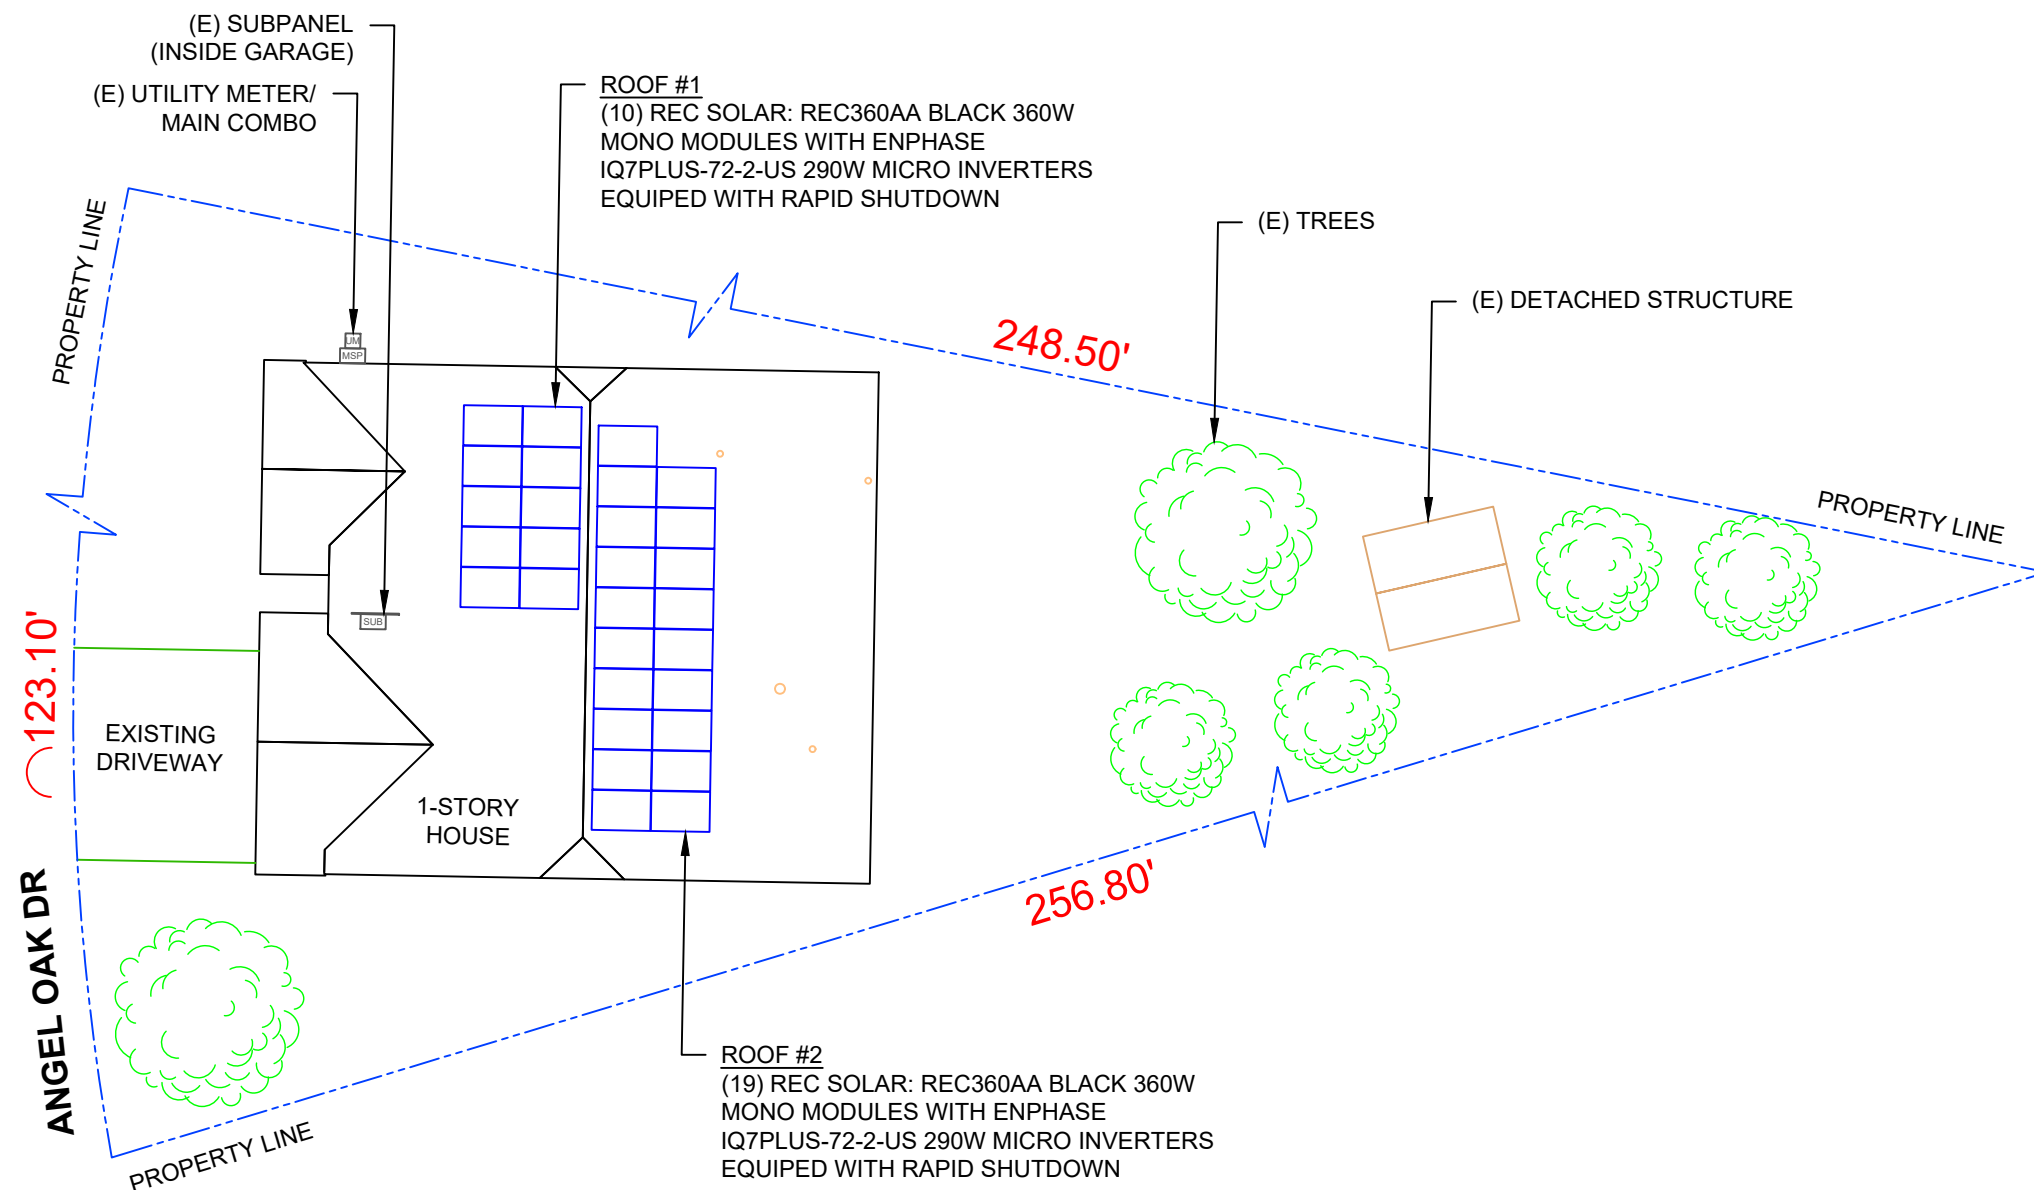 (E) SUBPANEL
(INSIDE GARAGE)
(E) UTILITY METER/
MAIN COMBO
ROOF #1
(10) REC SOLAR: REC360AA BLACK 360W
MONO MODULES WITH ENPHASE
IQ7PLUS-72-2-US 290W MICRO INVERTERS
EQUIPED WITH RAPID SHUTDOWN
(E) TREES
(E) DETACHED STRUCTURE
PROPERTY LINE
248.50'
UM
MSP
PROPERTY LINE
SUB
123.10'
EXISTING
DRIVEWAY
1-STORY
HOUSE
256.80'
ANGEL OAK DR
PROPERTY LINE
ROOF #2
(19) REC SOLAR: REC360AA BLACK 360W
MONO MODULES WITH ENPHASE
IQ7PLUS-72-2-US 290W MICRO INVERTERS
EQUIPED WITH RAPID SHUTDOWN